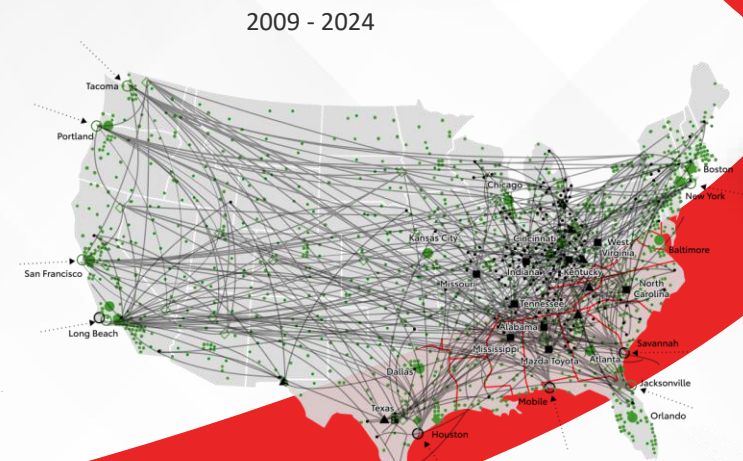 2009 - 2024
Tacoma
Portland
Chicago
Boston
New York
Kansas City
Cincinnati
West
Virginia
Baltimore
San Francisco
Indiana
Kentucky
Missouri
North
Carolina
Tennessee
Long Beach
Alabama
Mississippi
Mazda Toyota
Atlanta
Savannah
Dallas
Jacksonville
Mobile
Texas
Orlando
Houston